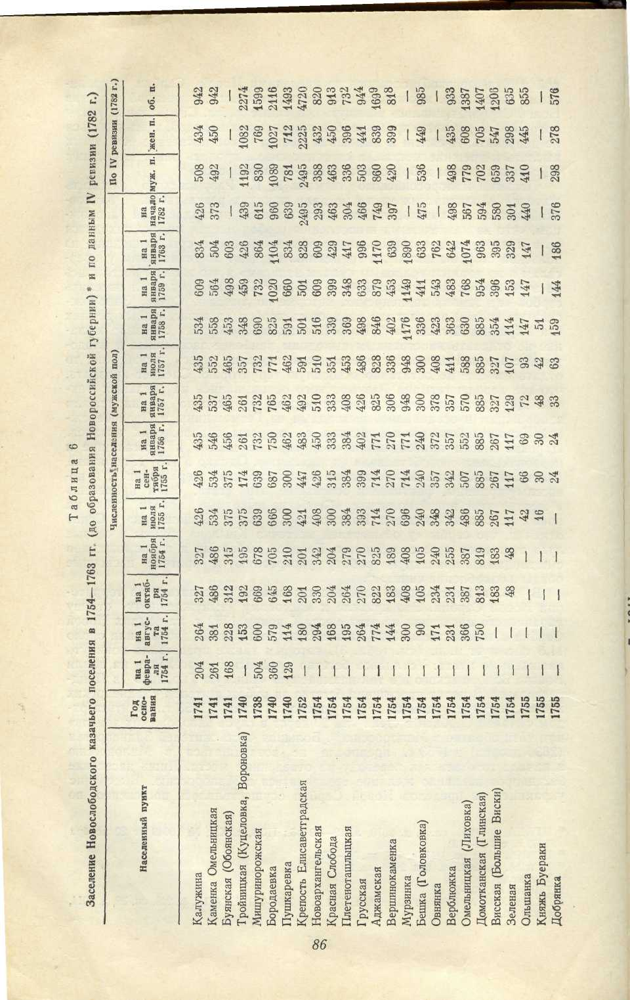 Таблица 6
Заселение Новослободского казачьего поселения в 1754—1763 гг. (до образования Новороссийской губернии) * и по данным IV ревизии (1782 г.)
Населенный пункт | Год осно-вания | Численность населения (мужской пол) | По IV ревизии (1782 г.)
на 1 февра-ля 1754 г. | на 1 авгус-та 1754 г. | на 1 октяб-ря 1754 г. | на 1 ноября 1754 г. | на 1 июля 1755 г. | на 1 сен-тября 1755 г. | на 1 января 1756 г. | на 1 января 1757 г. | на 1 июля 1757 г. | на 1 января 1758 г. | на 1 января 1759 г. | на 1 января 1763 г. | на начало 1782 г. | муж. п. | жен. п. | об. п.
Калужина 1741 204 264 327 327 426 426 435 435 435 534 609 834 426 508 434 942
Каменка Омельницкая 1741 261 381 486 486 534 534 546 537 552 558 564 504 373 492 450 942
Буянская (Обоянская) 1741 168 228 312 315 375 375 456 465 465 453 498 603 — — — —
Тройницкая (Куцеловка, Вороновка) 1740 — 153 192 195 375 174 261 261 357 348 459 426 439 1192 1082 2274
Мишуринорожская 1738 504 600 669 678 639 639 732 732 732 690 732 864 615 830 769 1599
Бородаевка 1740 360 579 645 705 666 687 750 765 771 825 1020 1104 960 1089 1027 2116
Пушкаревка 1740 129 114 168 210 300 300 462 462 462 591 660 834 639 781 712 1493
Крепость Елисаветградская 1752 — 180 201 201 421 447 483 492 591 501 501 828 2495 2495 2225 4720
Новоархангельская 1754 — 294 330 342 408 426 450 510 510 516 609 609 293 388 432 820
Красная Слобода 1754 — 168 204 204 300 315 333 333 351 339 399 429 463 463 450 913
Плетеноташлыцкая 1754 — 195 264 279 384 384 384 408 453 369 348 417 304 336 396 732
Грусская 1754 — 264 270 270 393 399 402 426 486 498 633 996 466 503 441 944
Аджамская 1754 — 774 822 825 714 714 771 825 828 846 879 1170 749 860 839 1699
Вершинокаменка 1754 — 144 183 189 270 270 270 306 336 402 453 639 397 420 399 818
Мурзинка 1754 — 300 408 408 696 714 771 948 948 1176 1149 1890 — — — —
Бешка (Головковка) 1754 — 90 105 105 240 240 240 300 300 336 411 633 475 536 449 985
Овнянка 1754 — 171 234 240 348 357 372 378 408 423 543 762 — — — —
Верблюжка 1754 — 231 231 255 342 342 357 357 411 363 483 642 498 498 435 933
Омельницкая (Лиховка) 1754 — 366 387 387 486 507 552 570 588 630 768 1074 567 779 608 1387
Домотканская (Глинская) 1754 — 750 813 819 885 885 885 885 885 885 954 963 594 702 705 1407
Висская (Большие Виски) 1754 — — 183 183 267 267 267 327 327 354 396 395 580 659 547 1206
Зеленая 1754 — — 48 48 117 117 117 129 107 114 153 329 301 337 298 635
Ольшанка 1755 — — — — 42 66 69 72 93 147 147 147 440 410 445 855
Княжь Буераки 1755 — — — — 16 30 30 48 42 51 — — — — — —
Добрянка 1755 — — — — — 24 24 33 63 159 144 186 376 298 278 576
86